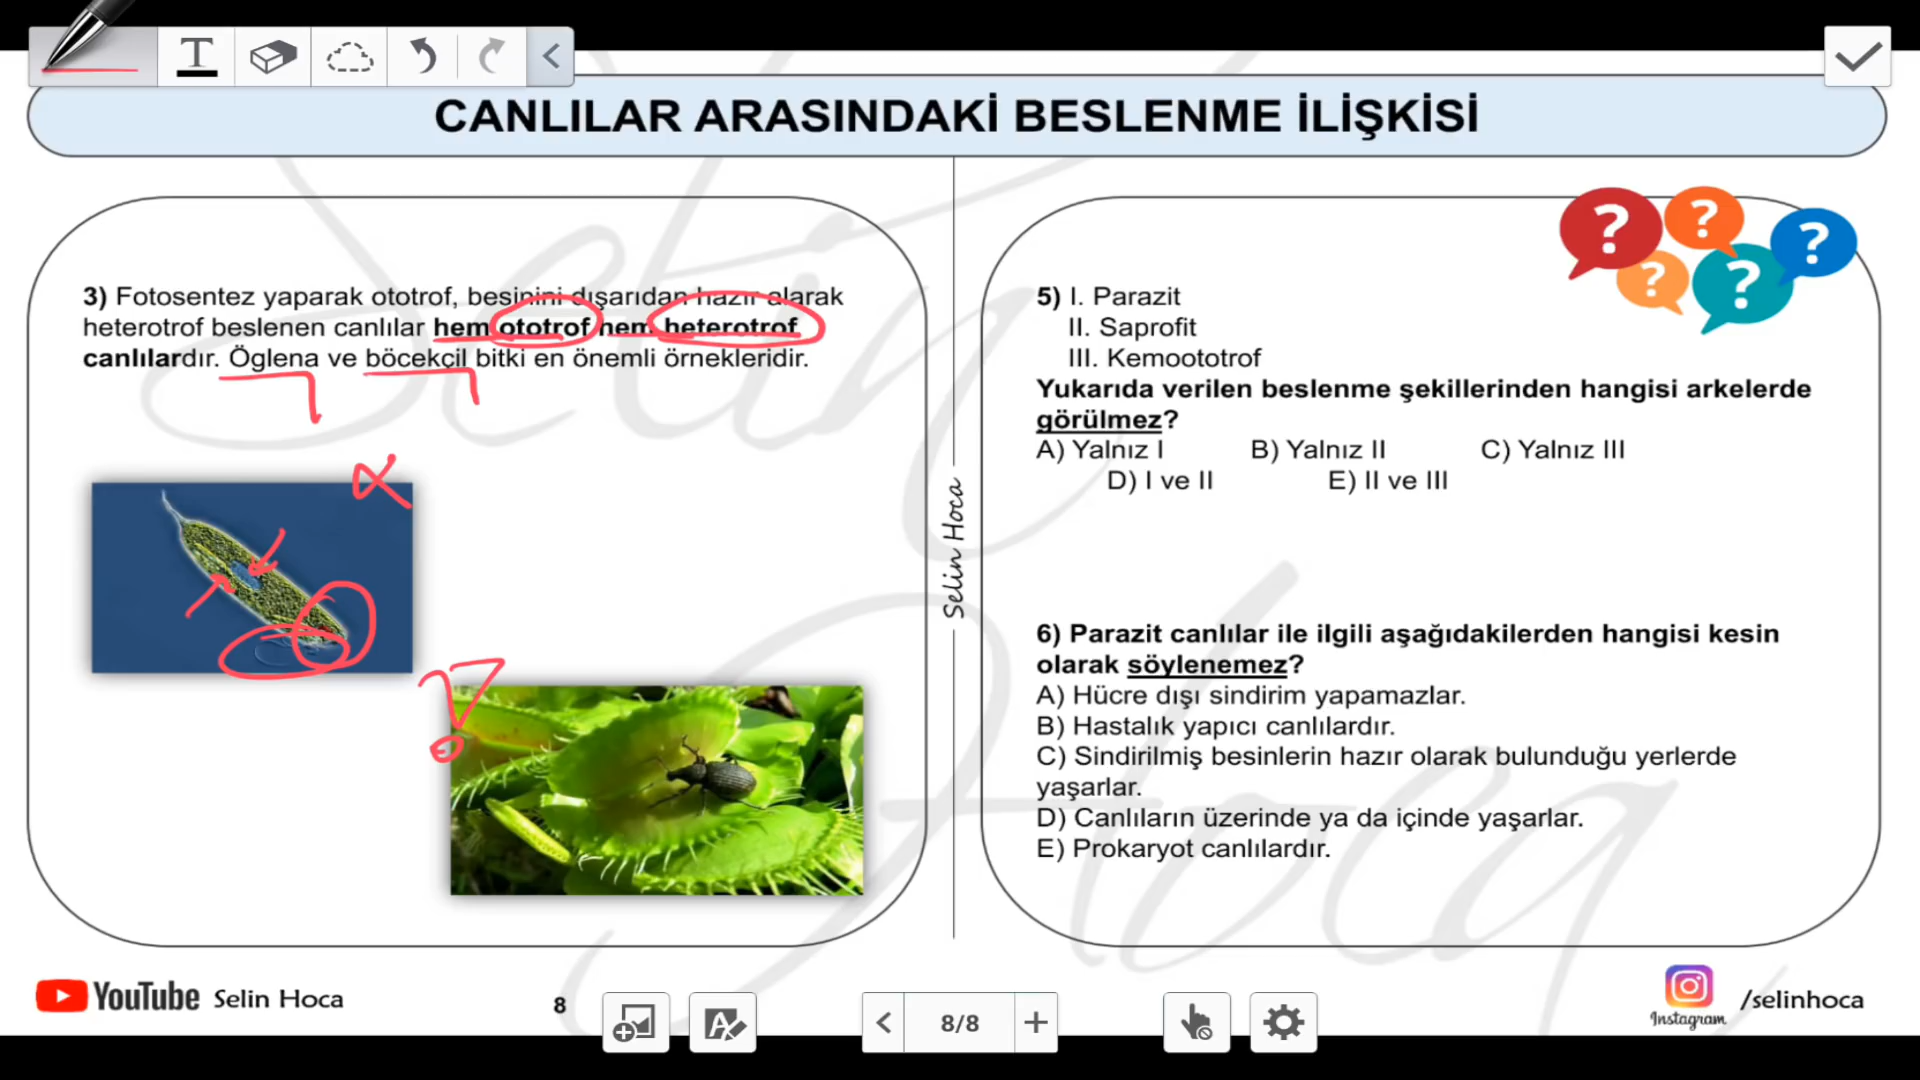 T
CANLILAR ARASINDAKİ BESLENME İLİŞKİSİ
3) Fotosentez yaparak ototrof, besinini dışarıdan hazır alarak
heterotrof beslenen canlılar hem ototrof hem heterotrof
canlılardır. Öglena ve böcekçil bitki en önemli örnekleridir.
Selin Hoca
5) I. Parazit
II. Saprofit
III. Kemoototrof
Yukarıda verilen beslenme şekillerinden hangisi arkelerde
görülmez?
A) Yalnız I B) Yalnız II C) Yalnız III
D) I ve II E) II ve III
6) Parazit canlılar ile ilgili aşağıdakilerden hangisi kesin
olarak söylenemez?
A) Hücre dışı sindirim yapamazlar.
B) Hastalık yapıcı canlılardır.
C) Sindirilmiş besinlerin hazır olarak bulunduğu yerlerde
yaşarlar.
D) Canlıların üzerinde ya da içinde yaşarlar.
E) Prokaryot canlılardır.
Selin Hoca
YouTube Selin Hoca
8
8/8
Instagram
/selinhoca